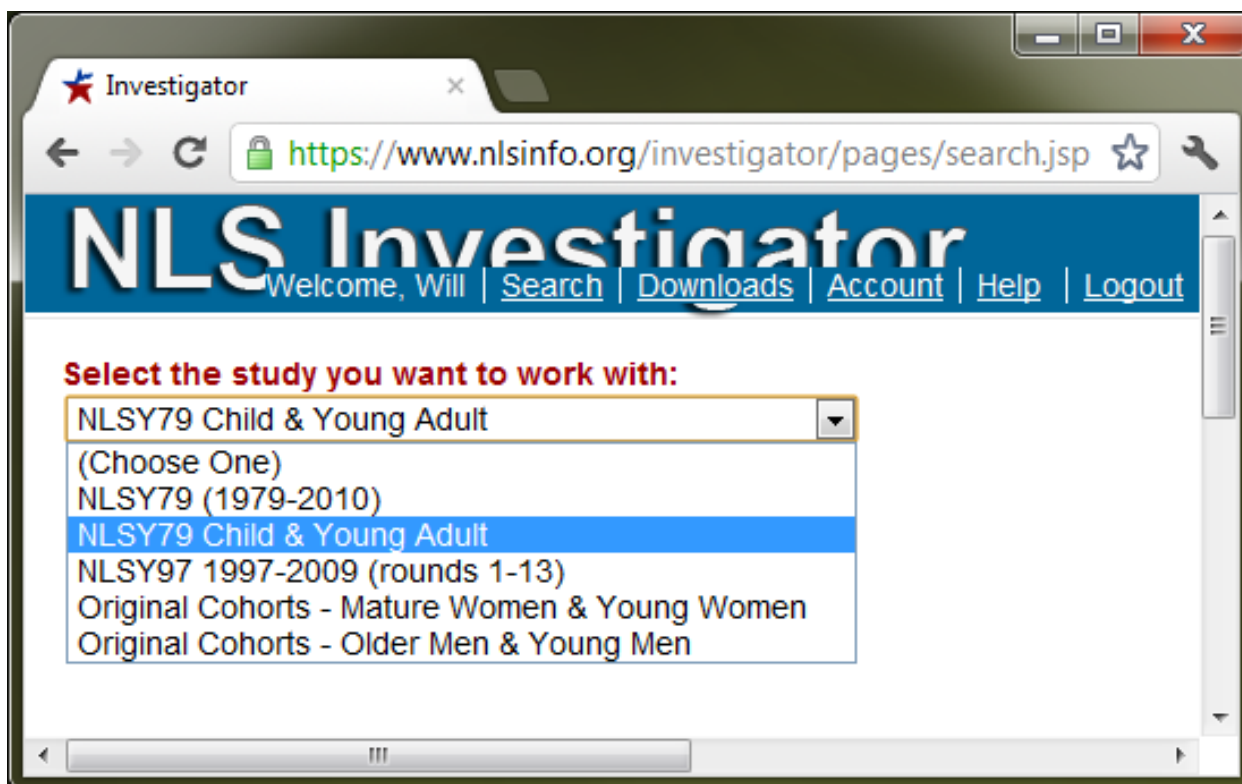 Investigator
https://www.nlsinfo.org/investigator/pages/search.jsp
NLS Investigator
Welcome, Will | Search | Downloads | Account | Help | Logout
Select the study you want to work with:
NLSY79 Child & Young Adult
(Choose One)
NLSY79 (1979-2010)
NLSY79 Child & Young Adult
NLSY97 1997-2009 (rounds 1-13)
Original Cohorts - Mature Women & Young Women
Original Cohorts - Older Men & Young Men